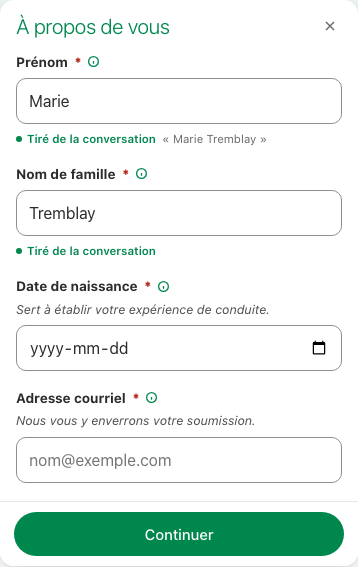 À propos de vous
Prénom *
Marie
Tiré de la conversation « Marie Tremblay »
Nom de famille *
Tremblay
Tiré de la conversation
Date de naissance *
Sert à établir votre expérience de conduite.
yyyy-mm-dd
Adresse courriel *
Nous vous y enverrons votre soumission.
nom@exemple.com
Continuer